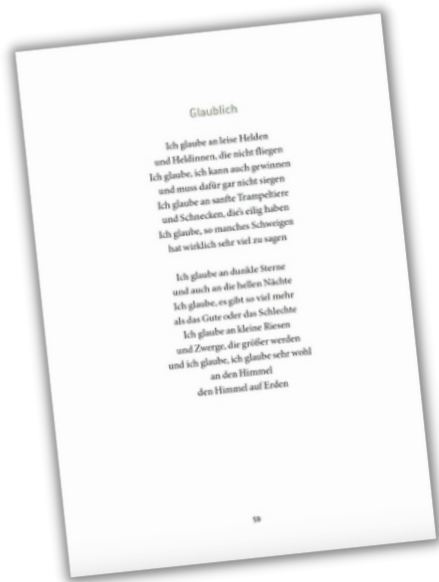 Glaublich
Ich glaube an leise Helden
und Heldinnen, die nicht fliegen
Ich glaube, ich kann auch gewinnen
und muss dafür gar nicht siegen
Ich glaube an sanfte Trampeltiere
und Schnecken, die's eilig haben
Ich glaube, so manches Schweigen
hat wirklich sehr viel zu sagen
Ich glaube an dunkle Sterne
und auch an die hellen Nächte
Ich glaube, es gibt so viel mehr
als das Gute oder das Schlechte
Ich glaube an kleine Riesen
und Zwerge, die größer werden
und ich glaube, ich glaube sehr wohl
an den Himmel
den Himmel auf Erden
59